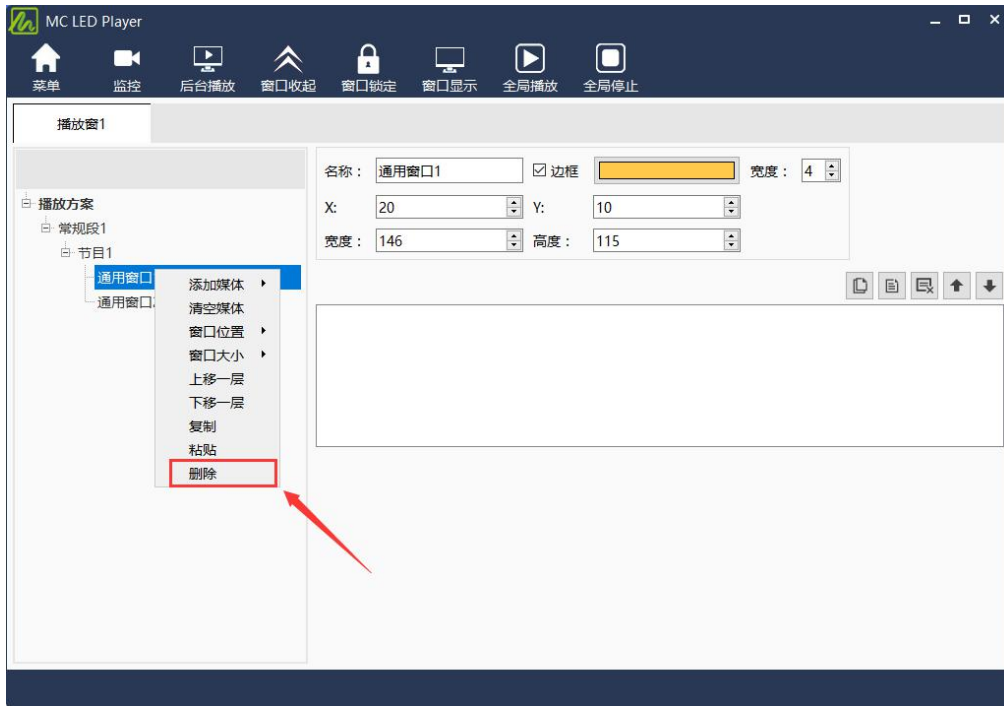 MC LED Player
菜单 监控 后台播放 窗口收起 窗口锁定 窗口显示 全局播放 全局停止
播放窗1
名称： 通用窗口1 边框 宽度： 4
X: 20 Y: 10
宽度： 146 高度： 115
播放方案
常规段1
节目1
通用窗口
通用窗口
添加媒体
清空媒体
窗口位置
窗口大小
上移一层
下移一层
复制
粘贴
删除